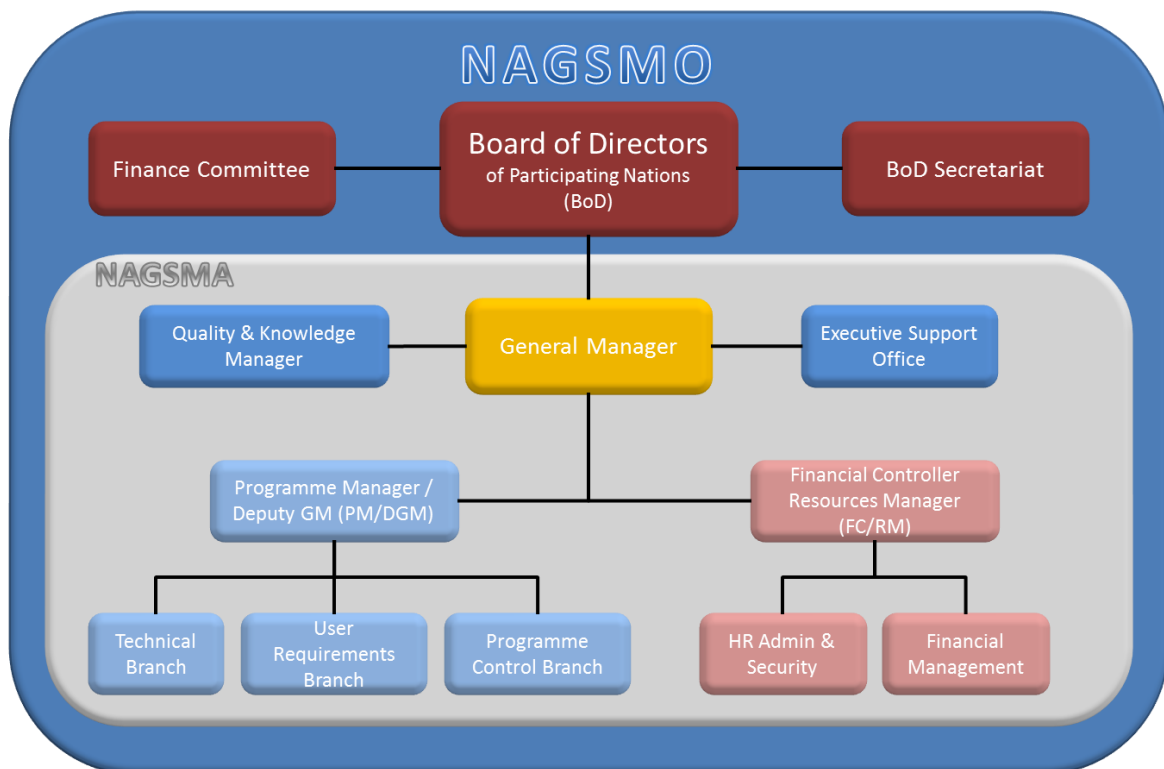 NAGSMO
Board of Directors
of Participating Nations
(BoD)
Finance Committee
BoD Secretariat
NAGSMA
Quality & Knowledge
Manager
General Manager
Executive Support
Office
Programme Manager /
Deputy GM (PM/DGM)
Financial Controller
Resources Manager
(FC/RM)
Technical
Branch
User
Requirements
Branch
Programme
Control Branch
HR Admin &
Security
Financial
Management